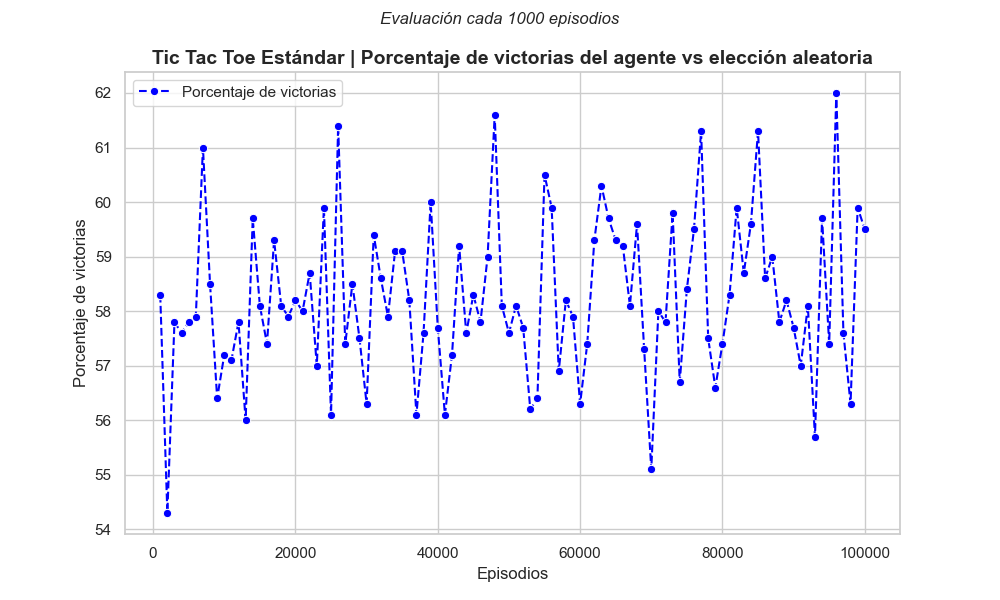 Evaluación cada 1000 episodios
Tic Tac Toe Estándar | Porcentaje de victorias del agente vs elección aleatoria
Porcentaje de victorias
62
61
60
59
58
57
56
55
54
Porcentaje de victorias
0 20000 40000 60000 80000 100000
Episodios